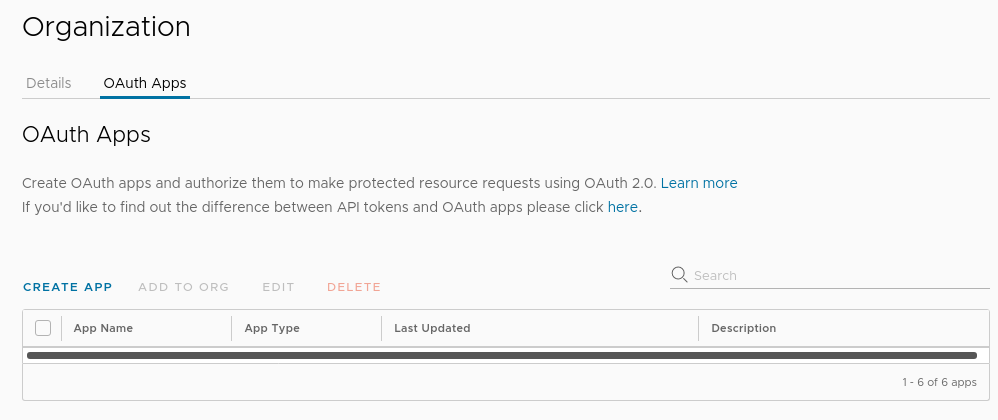 Organization
Details OAuth Apps
OAuth Apps
Create OAuth apps and authorize them to make protected resource requests using OAuth 2.0. Learn more
If you'd like to find out the difference between API tokens and OAuth apps please click here.
CREATE APP ADD TO ORG EDIT DELETE Search
App Name App Type Last Updated Description
1 - 6 of 6 apps